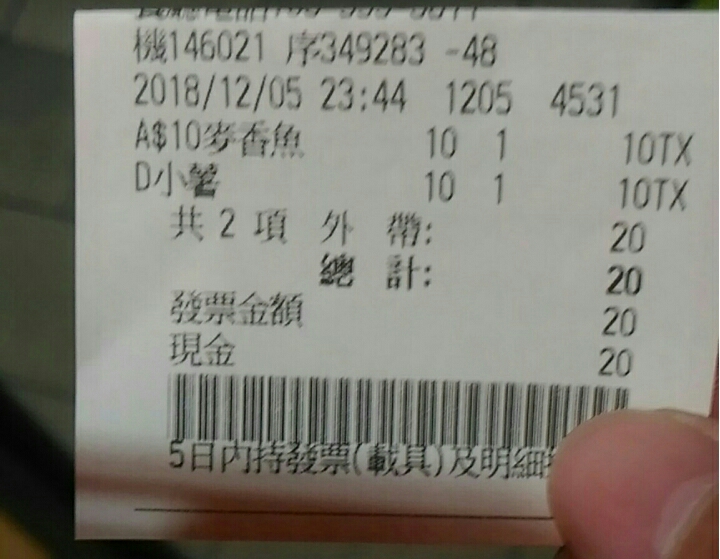 機146021 序349283 -48
2018/12/05 23:44 1205 4531
A$10麥香魚 10 1 10TX
D小薯 10 1 10TX
共 2 項 外 帶: 20
總 計: 20
發票金額 20
現金 20
5日內持發票(載具)及明細